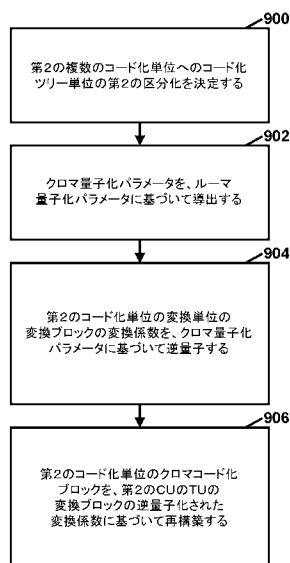 900
第2の複数のコード化単位へのコード化
ツリー単位の第2の区分化を決定する
902
クロマ量子化パラメータを、ルーマ
量子化パラメータに基づいて導出する
904
第2のコード化単位の変換単位の
変換ブロックの変換係数を、クロマ量子化
パラメータに基づいて逆量子する
906
第2のコード化単位のクロマコード化
ブロックを、第2のCUのTUの
変換ブロックの逆量子化された
変換係数に基づいて再構築する